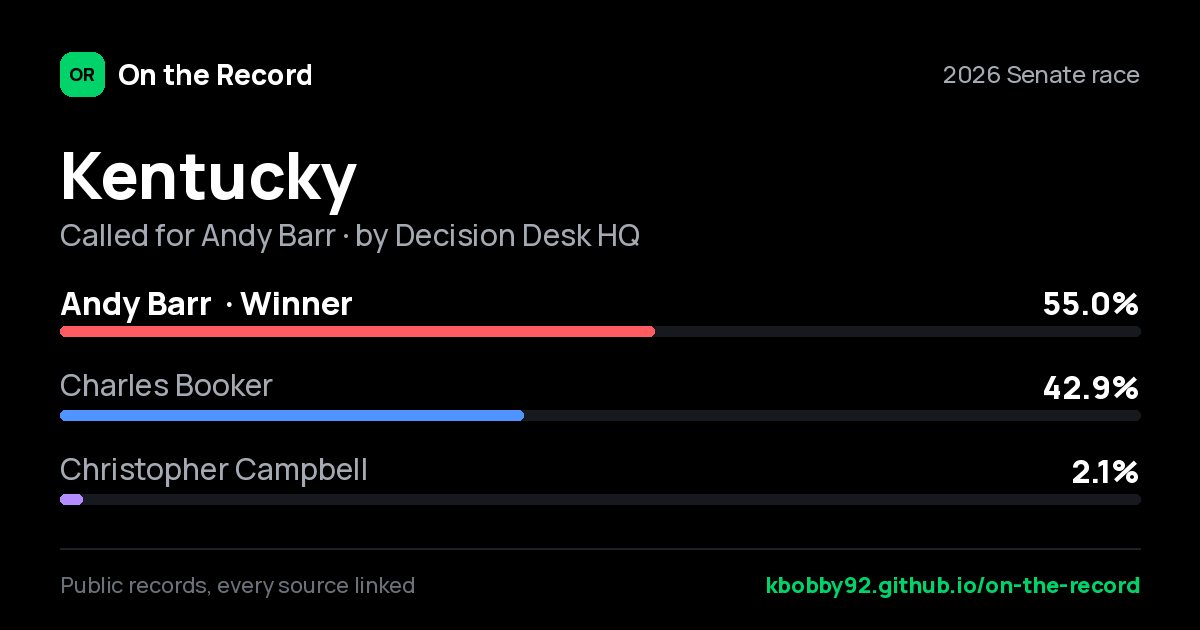 OR On the Record
2026 Senate race
Kentucky
Called for Andy Barr · by Decision Desk HQ
Andy Barr · Winner
55.0%
Charles Booker
42.9%
Christopher Campbell
2.1%
Public records, every source linked
kbobby92.github.io/on-the-record